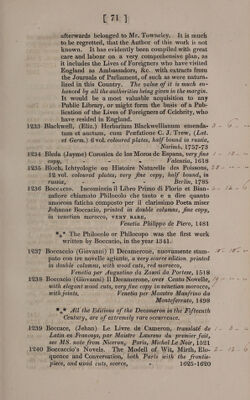 [ 71 ]
afterwards belonged to Mr. Towneley. It is much
to be regretted, that the Author of this work is not
known. It has evidently been compiled with great
care and labour on a very comprehensive plan, as
it includes the Lives of Foreigners who have visited
England as Ambassadors, &c. with extracts from
the Journals of Parliament, of such as were natura-
lized in this Country. The value of it is much en-
hanced by all the authorities being given in the margin.
It would be a most valuable acquisition to any
Public Library, or might form the basis of a Pub-
lication of the Lives of Foreigners of Celebrity, who
have resided in England.
1233 Blackwell, (Eliz.) Herbarium Blackwellianum emenda-
tum et auctum, cum Præfatione C. J. Trew, (Lat.
et Germ.) 6 vol. coloured plates, half bound in russia,
Norimb. 1757-73
1234 Bleda (Jayme) Coronica de los Moros de Espana, very fine
copy. Valencia, 1618
1235 Bloch Ichtyologie ou Histoire Naturelle des Poissons,
12 vol. coloured plates, very fine copy, half bound, in
russia, Berlin, 1785
1236 Boccacio. Incomincia il Libro Primo di Florio et Bian-
zafiore chiamato Philocolo che tanto e a dire quanto
amorosa faticha composto per il clarissimo Poeta miser
Johanne Boccacio, printed in double columns, fine copy,
in venetian morocco, VERY RARE,
Venetia Philippo de Piero, 1481
*** The Philocolo or Philocopo was the first work
written by Boccacio, in the year 1341.
1237 Boccaccio (Giovanni) Il Decamerone, nuovamente stam-
pato con tre novelle agiunte, a very scarce edition, printed
in double columns, with wood cuts, red morocco,
Venetia per Augustino da Zanni da Portese, 1518
1238 Boccacio (Giovanni) Il Decamerone, over Cento Novelle,
with elegant wood cuts, very fine copy in venetian morocco,
with joints, Venetia per Maestro Manfrino da
Monteferrato, 1498
*** All the Editions of the Decameron in the Fifteenth
Century, are of extremely rare occurrence.
1239 Boccace, (Jehan) Le Livre de Cameron, translaté de
Latin en Francoys, par Maistre Laurens du premier fait,
see MS. note from Niceron, Paris, Michel Le Noir, 1521
1240 Boccaccio's Novels. The Modell of Wit, Mirth, Elo-
quence and Conversation, both Parts with the frontis-
piece, and wood cuts, scarce, 1625-1620